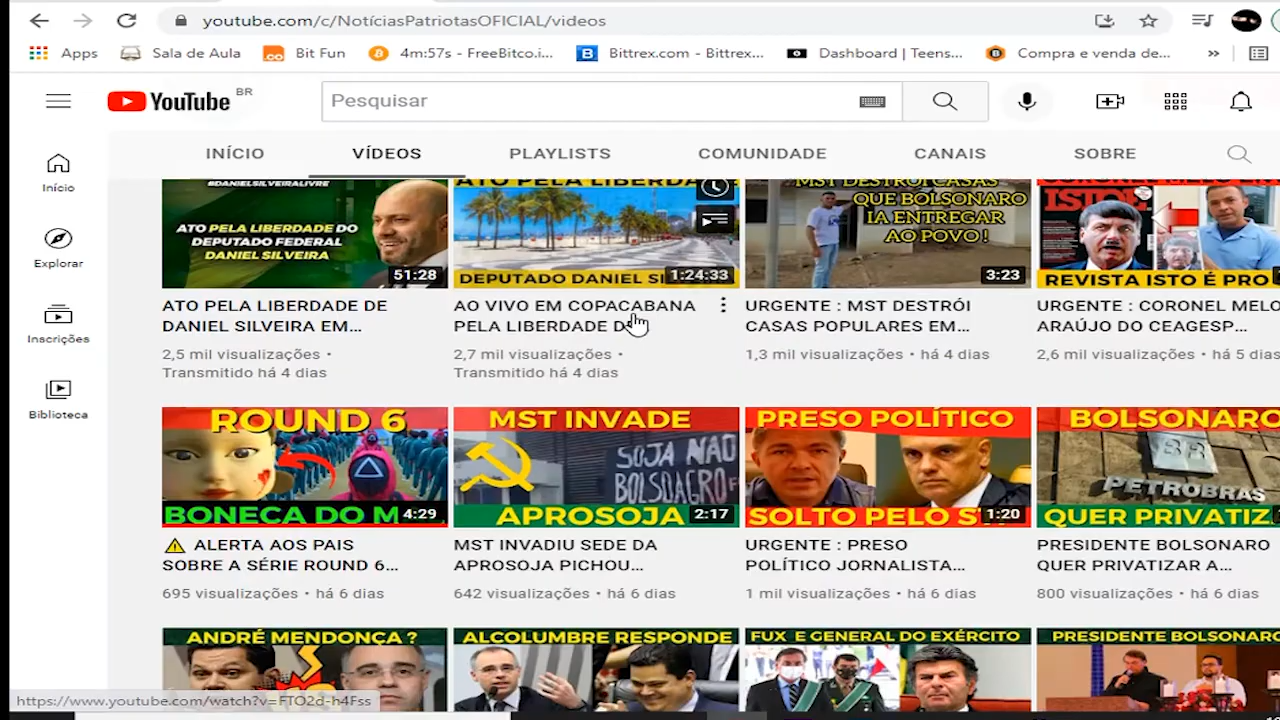 youtube.com/c/NotíciasPatriotasOFICIAL/videos
Apps Sala de Aula Bit Fun 4m:57s - FreeBitco.i... Bittrex.com - Bittrex... Dashboard | Teens... Compra e venda de... »
YouTube BR Pesquisar
INÍCIO VÍDEOS PLAYLISTS COMUNIDADE CANAIS SOBRE
Início
Explorar
Inscrições
Biblioteca
#DANIELSILVEIRALIVRE
ATO PELA LIBERDADE DO
DEPUTADO FEDERAL
DANIEL SILVEIRA
51:28
ATO PELA LIBERDADE DE
DANIEL SILVEIRA EM...
2,5 mil visualizações •
Transmitido há 4 dias
ATO PELA LIBERDADE
DEPUTADO DANIEL
1:24:33
AO VIVO EM COPACABANA
PELA LIBERDADE
2,7 mil visualizações •
Transmitido há 4 dias
MST DESTRÓI CASAS
QUE BOLSONARO
IA ENTREGAR
AO POVO!
3:23
URGENTE : MST DESTRÓI
CASAS POPULARES EM...
1,3 mil visualizações • há 4 dias
ISTOÉ
REVISTA ISTO É PRO
URGENTE : CORONEL MELO
ARAÚJO DO CEAGESP...
2,6 mil visualizações • há 5 dias
ROUND 6
BONECA DO M
4:29
⚠ ALERTA AOS PAIS
SOBRE A SÉRIE ROUND 6...
695 visualizações • há 6 dias
MST INVADE
SOJA NÃO
BOLSOAGRO
APROSOJA
2:17
MST INVADIU SEDE DA
APROSOJA PICHOU...
642 visualizações • há 6 dias
PRESO POLÍTICO
SOLTO PELO S
1:20
URGENTE : PRESO
POLÍTICO JORNALISTA...
1 mil visualizações • há 6 dias
BOLSONARO
BR
PETROBRAS
QUER PRIVATIZ
PRESIDENTE BOLSONARO
QUER PRIVATIZAR A...
800 visualizações • há 6 dias
ANDRÉ MENDONÇA ?
ALCOLUMBRE RESPONDE
FUX E GENERAL DO EXÉRCITO
PRESIDENTE BOLSONARO
https://www.youtube.com/watch?v=FTO2d-h4Fss